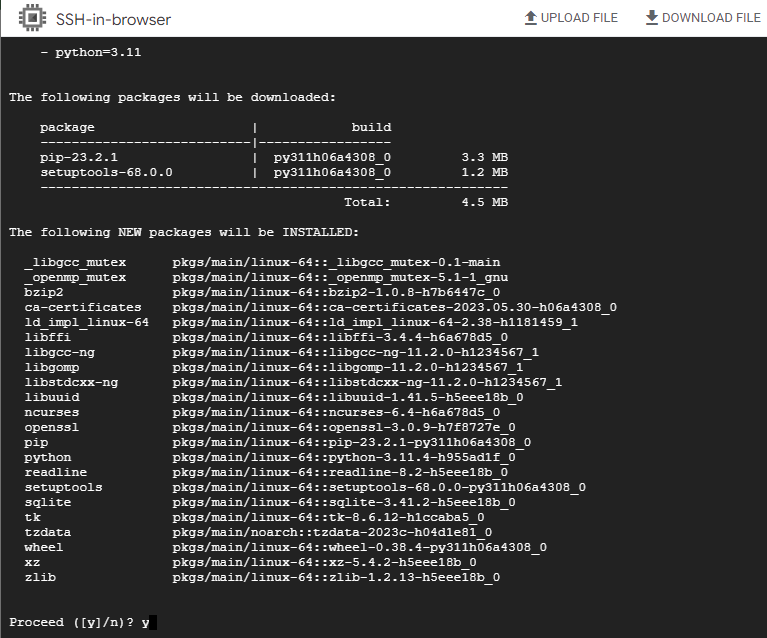 SSH-in-browser
UPLOAD FILE
DOWNLOAD FILE
- python=3.11
The following packages will be downloaded:
package | build
---------------------------|-----------------
pip-23.2.1 | py311h06a4308_0 3.3 MB
setuptools-68.0.0 | py311h06a4308_0 1.2 MB
------------------------------------------------------------
Total: 4.5 MB
The following NEW packages will be INSTALLED:
_libgcc_mutex pkgs/main/linux-64::_libgcc_mutex-0.1-main
_openmp_mutex pkgs/main/linux-64::_openmp_mutex-5.1-1_gnu
bzip2 pkgs/main/linux-64::bzip2-1.0.8-h7b6447c_0
ca-certificates pkgs/main/linux-64::ca-certificates-2023.05.30-h06a4308_0
ld_impl_linux-64 pkgs/main/linux-64::ld_impl_linux-64-2.38-h1181459_1
libffi pkgs/main/linux-64::libffi-3.4.4-h6a678d5_0
libgcc-ng pkgs/main/linux-64::libgcc-ng-11.2.0-h1234567_1
libgomp pkgs/main/linux-64::libgomp-11.2.0-h1234567_1
libstdcxx-ng pkgs/main/linux-64::libstdcxx-ng-11.2.0-h1234567_1
libuuid pkgs/main/linux-64::libuuid-1.41.5-h5eee18b_0
ncurses pkgs/main/linux-64::ncurses-6.4-h6a678d5_0
openssl pkgs/main/linux-64::openssl-3.0.9-h7f8727e_0
pip pkgs/main/linux-64::pip-23.2.1-py311h06a4308_0
python pkgs/main/linux-64::python-3.11.4-h955ad1f_0
readline pkgs/main/linux-64::readline-8.2-h5eee18b_0
setuptools pkgs/main/linux-64::setuptools-68.0.0-py311h06a4308_0
sqlite pkgs/main/linux-64::sqlite-3.41.2-h5eee18b_0
tk pkgs/main/linux-64::tk-8.6.12-h1ccaba5_0
tzdata pkgs/main/noarch::tzdata-2023c-h04d1e81_0
wheel pkgs/main/linux-64::wheel-0.38.4-py311h06a4308_0
xz pkgs/main/linux-64::xz-5.4.2-h5eee18b_0
zlib pkgs/main/linux-64::zlib-1.2.13-h5eee18b_0
Proceed ([y]/n)? y